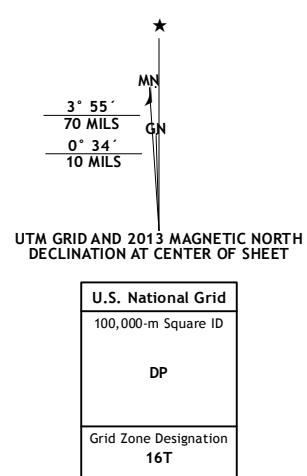 MN
3° 55´
70 MILS
GN
0° 34´
10 MILS
UTM GRID AND 2013 MAGNETIC NORTH
DECLINATION AT CENTER OF SHEET
U.S. National Grid
100,000-m Square ID
DP
Grid Zone Designation
16T